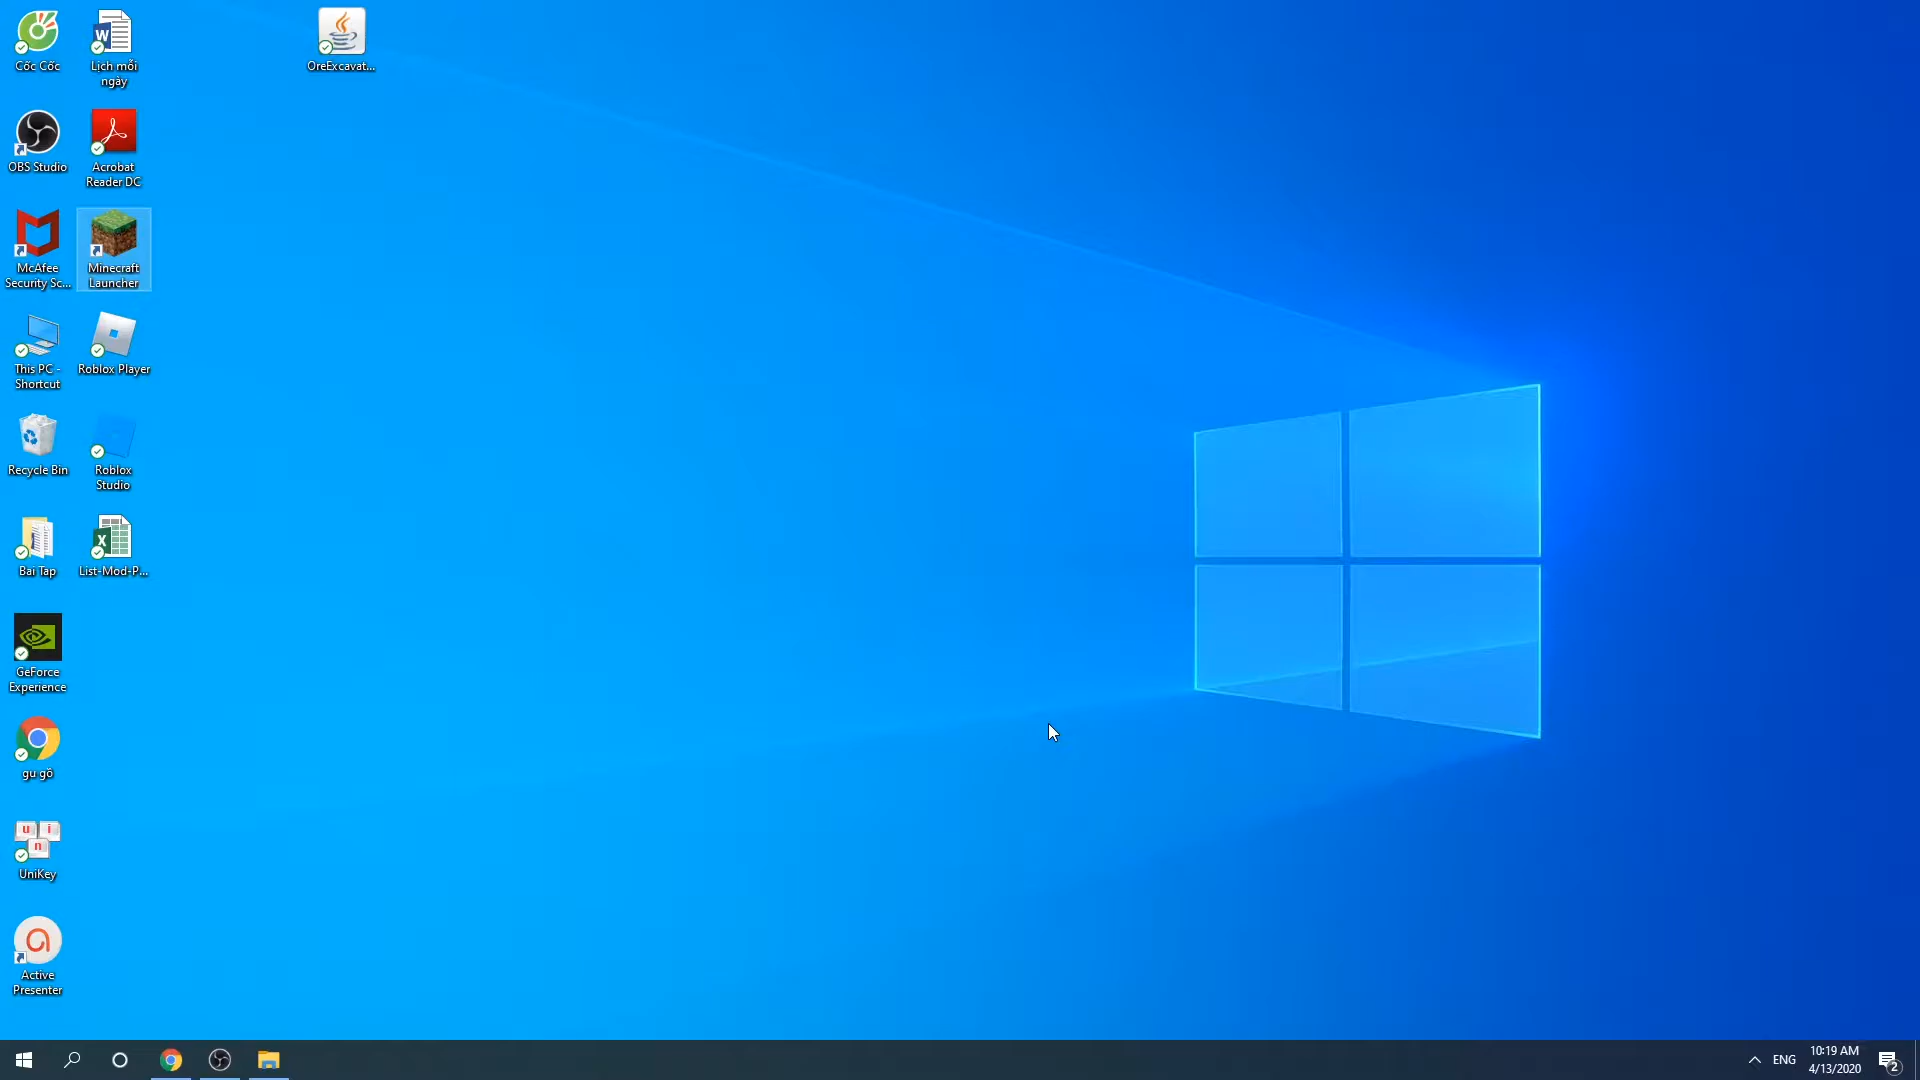 Cốc Cốc
Lịch mỗi
ngày
OreExcavat...
OBS Studio
Acrobat
Reader DC
McAfee
Security Sc...
Minecraft
Launcher
This PC -
Shortcut
Roblox Player
Recycle Bin
Roblox
Studio
Bai Tap
List-Mod-P...
GeForce
Experience
gu gồ
UniKey
Active
Presenter
ENG
10:19 AM
4/13/2020
2